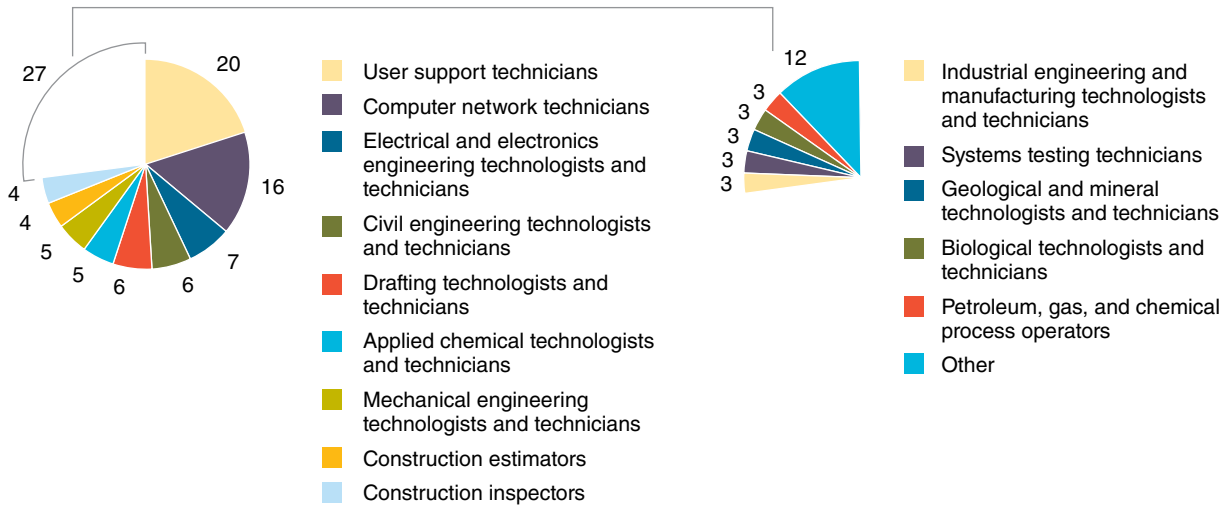 27
20
16
7
6
6
5
5
4
4
User support technicians
Computer network technicians
Electrical and electronics
engineering technologists and
technicians
Civil engineering technologists
and technicians
Drafting technologists and
technicians
Applied chemical technologists
and technicians
Mechanical engineering
technologists and technicians
Construction estimators
Construction inspectors
12
3
3
3
3
3
Industrial engineering and
manufacturing technologists
and technicians
Systems testing technicians
Geological and mineral
technologists and technicians
Biological technologists and
technicians
Petroleum, gas, and chemical
process operators
Other